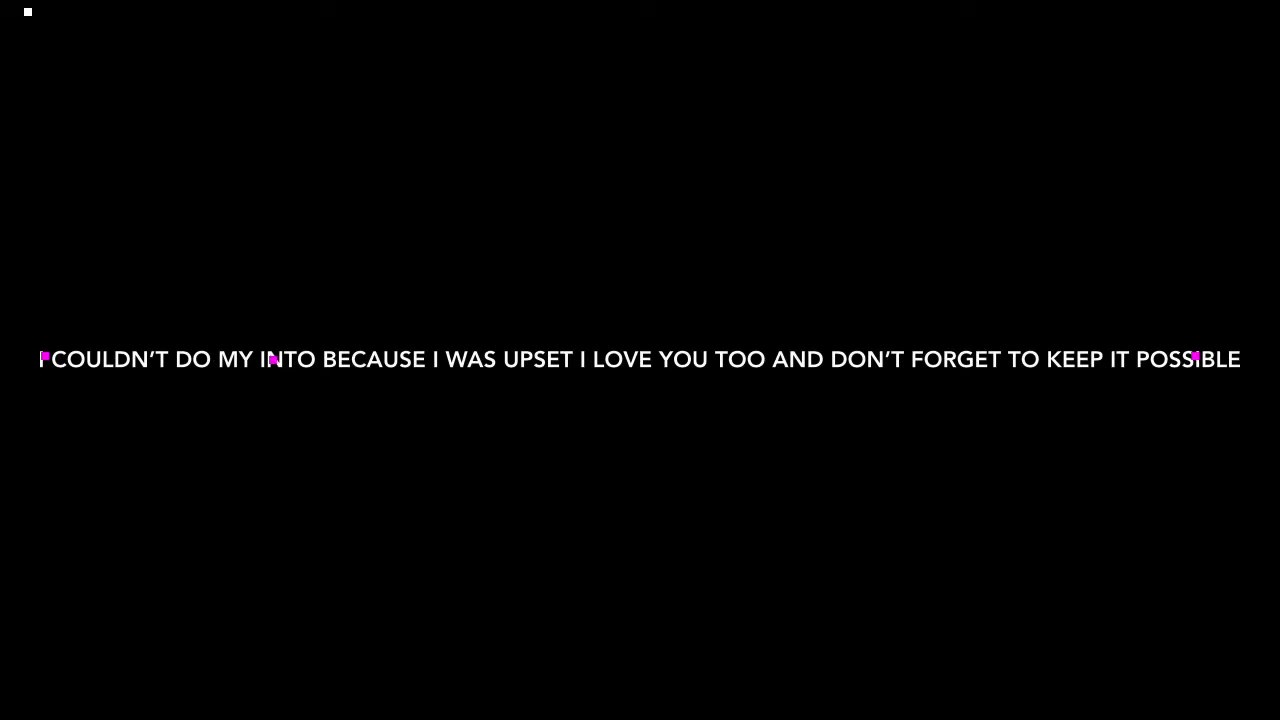 I COULDN’T DO MY INTO BECAUSE I WAS UPSET I LOVE YOU TOO AND DON’T FORGET TO KEEP IT POSSIBLE